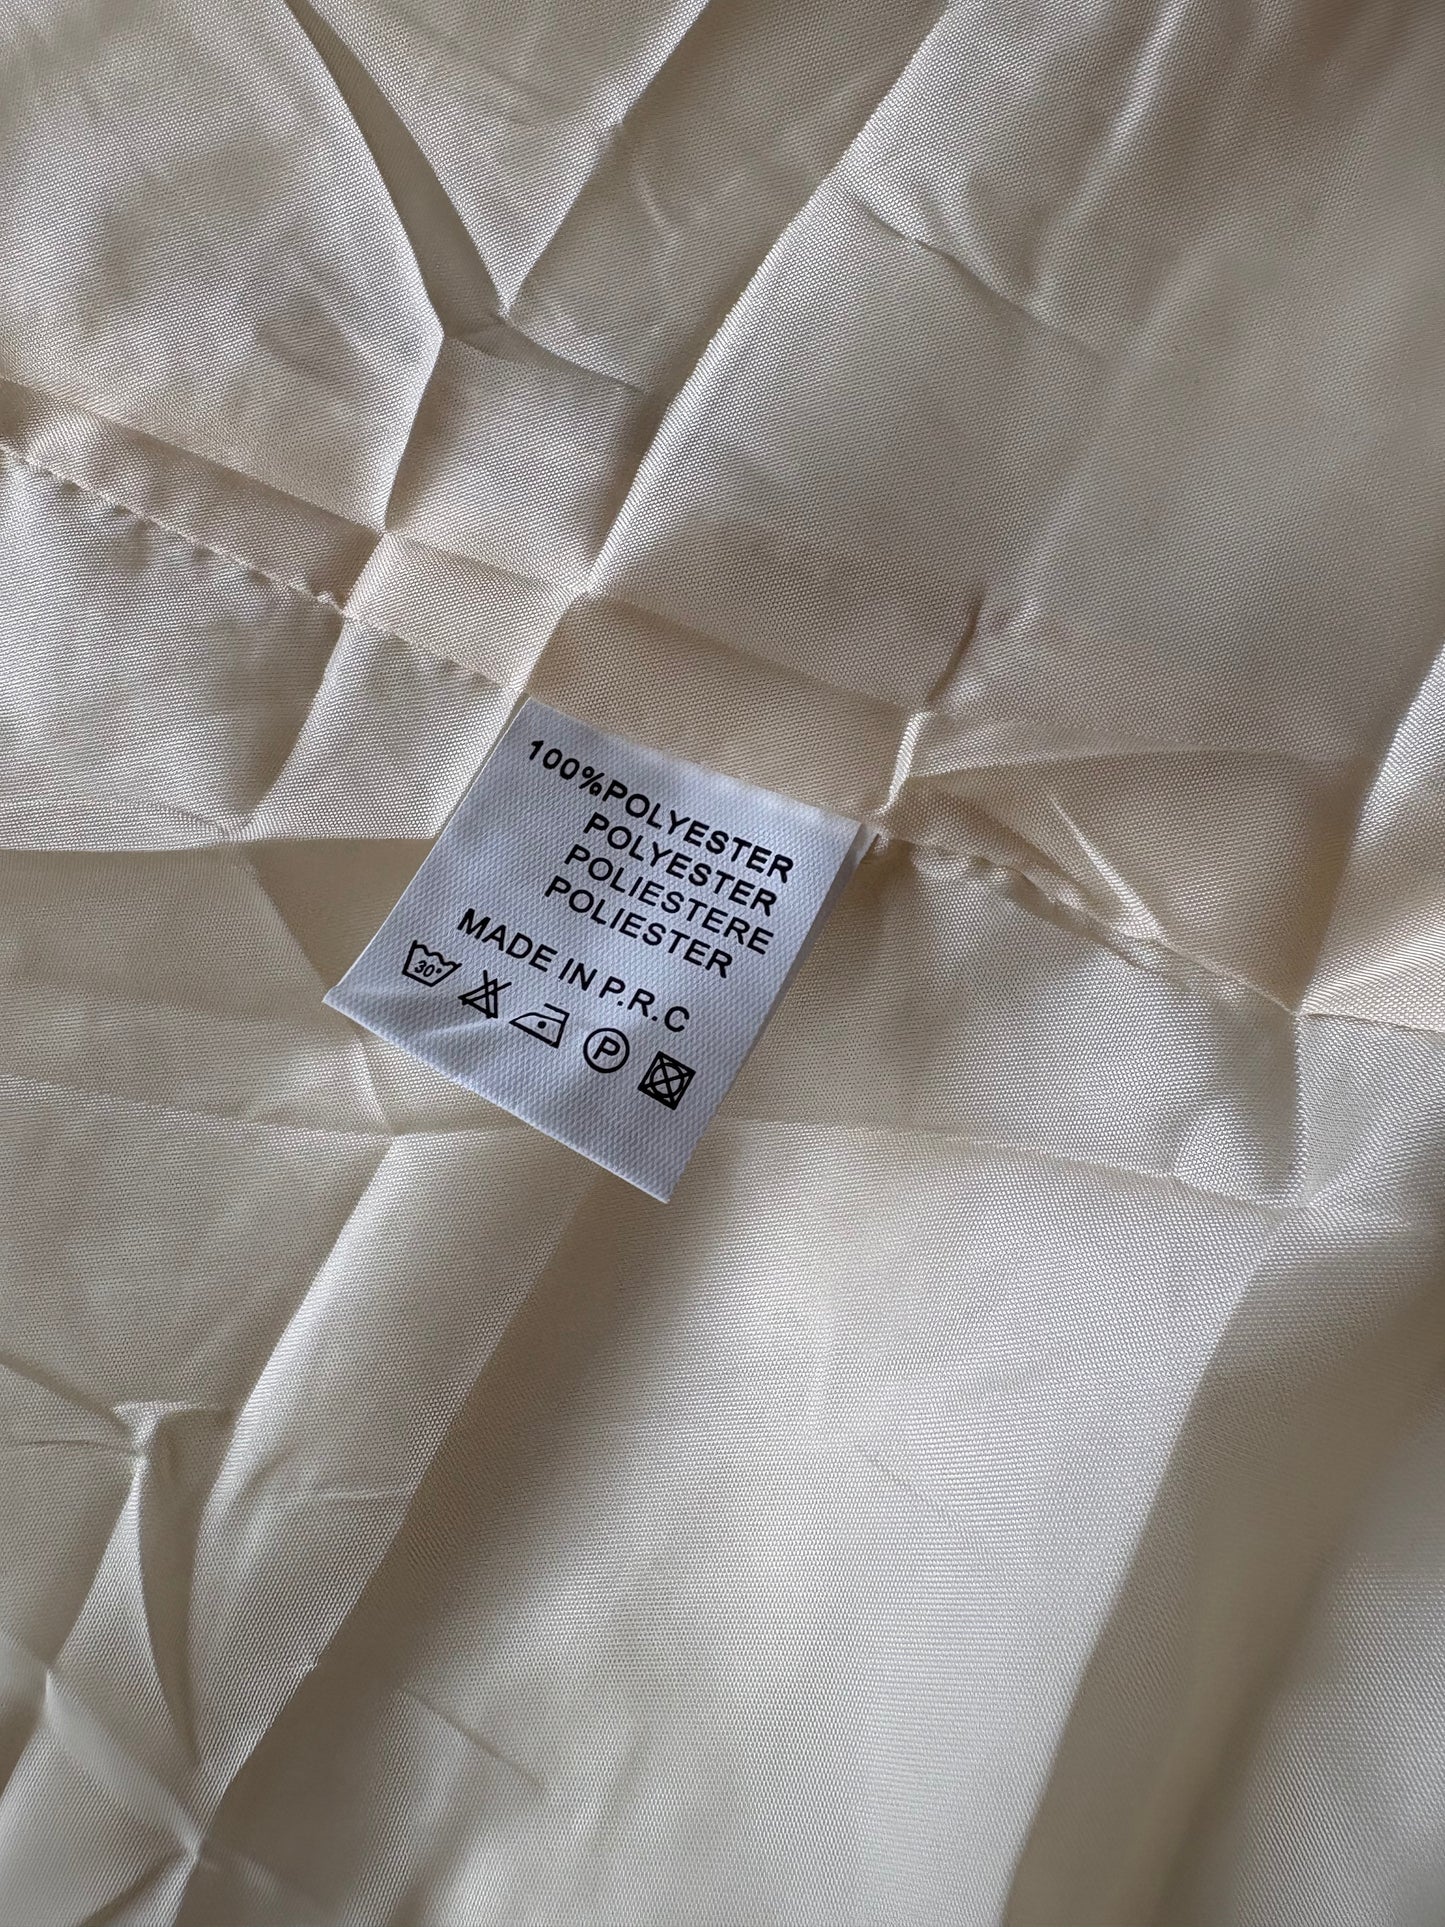 100%POLYESTER
POLYESTER
POLIESTERE
POLIESTER
MADE IN P.R.C
30°
P